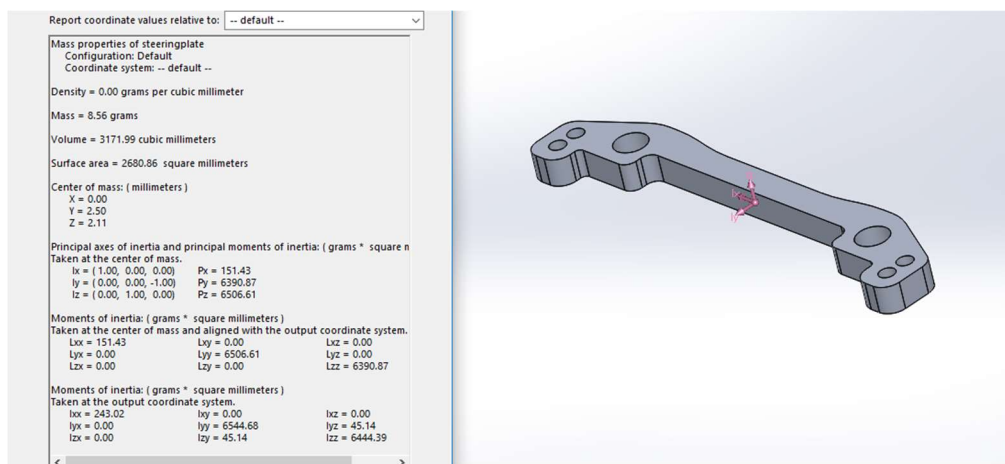 Report coordinate values relative to: -- default --
Mass properties of steeringplate
Configuration: Default
Coordinate system: -- default --
Density = 0.00 grams per cubic millimeter
Mass = 8.56 grams
Volume = 3171.99 cubic millimeters
Surface area = 2680.86 square millimeters
Center of mass: ( millimeters )
X = 0.00
Y = 2.50
Z = 2.11
Principal axes of inertia and principal moments of inertia: ( grams * square
Taken at the center of mass.
Ix = ( 1.00, 0.00, 0.00) Px = 151.43
Iy = ( 0.00, 0.00, -1.00) Py = 6390.87
Iz = ( 0.00, 1.00, 0.00) Pz = 6506.61
Moments of inertia: ( grams * square millimeters )
Taken at the center of mass and aligned with the output coordinate system.
Lxx = 151.43 Lxy = 0.00 Lxz = 0.00
Lyx = 0.00 Lyy = 6506.61 Lyz = 0.00
Lzx = 0.00 Lzy = 0.00 Lzz = 6390.87
Moments of inertia: ( grams * square millimeters )
Taken at the output coordinate system.
Ixx = 243.02 Ixy = 0.00 Ixz = 0.00
Iyx = 0.00 Iyy = 6544.68 Iyz = 45.14
Izx = 0.00 Izy = 45.14 Izz = 6444.39